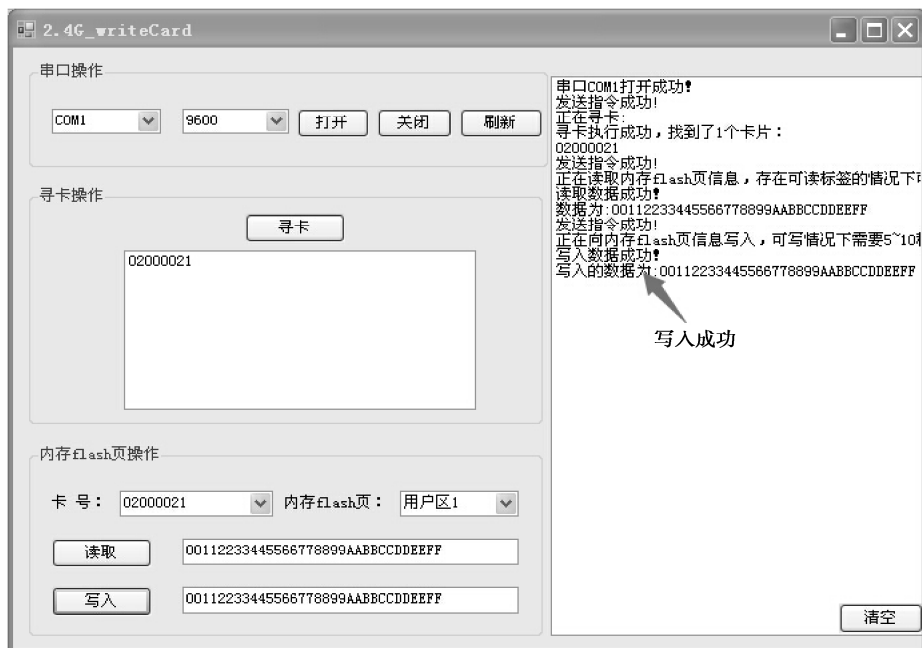 2.4G_writeCard
串口操作
COM1 9600 打开 关闭 刷新
寻卡操作
寻卡
02000021
内存flash页操作
卡 号： 02000021 内存flash页： 用户区1
读取 00112233445566778899AABBCCDDEEFF
写入 00112233445566778899AABBCCDDEEFF
串口COM1打开成功!
发送指令成功!
正在寻卡:
寻卡执行成功，找到了1个卡片：
02000021
发送指令成功!
正在读取内存flash页信息，存在可读标签的情况下
读取数据成功!
数据为:00112233445566778899AABBCCDDEEFF
发送指令成功!
正在向内存flash页信息写入，可写情况下需要5~10
写入数据成功!
写入的数据为:00112233445566778899AABBCCDDEEFF
写入成功
清空